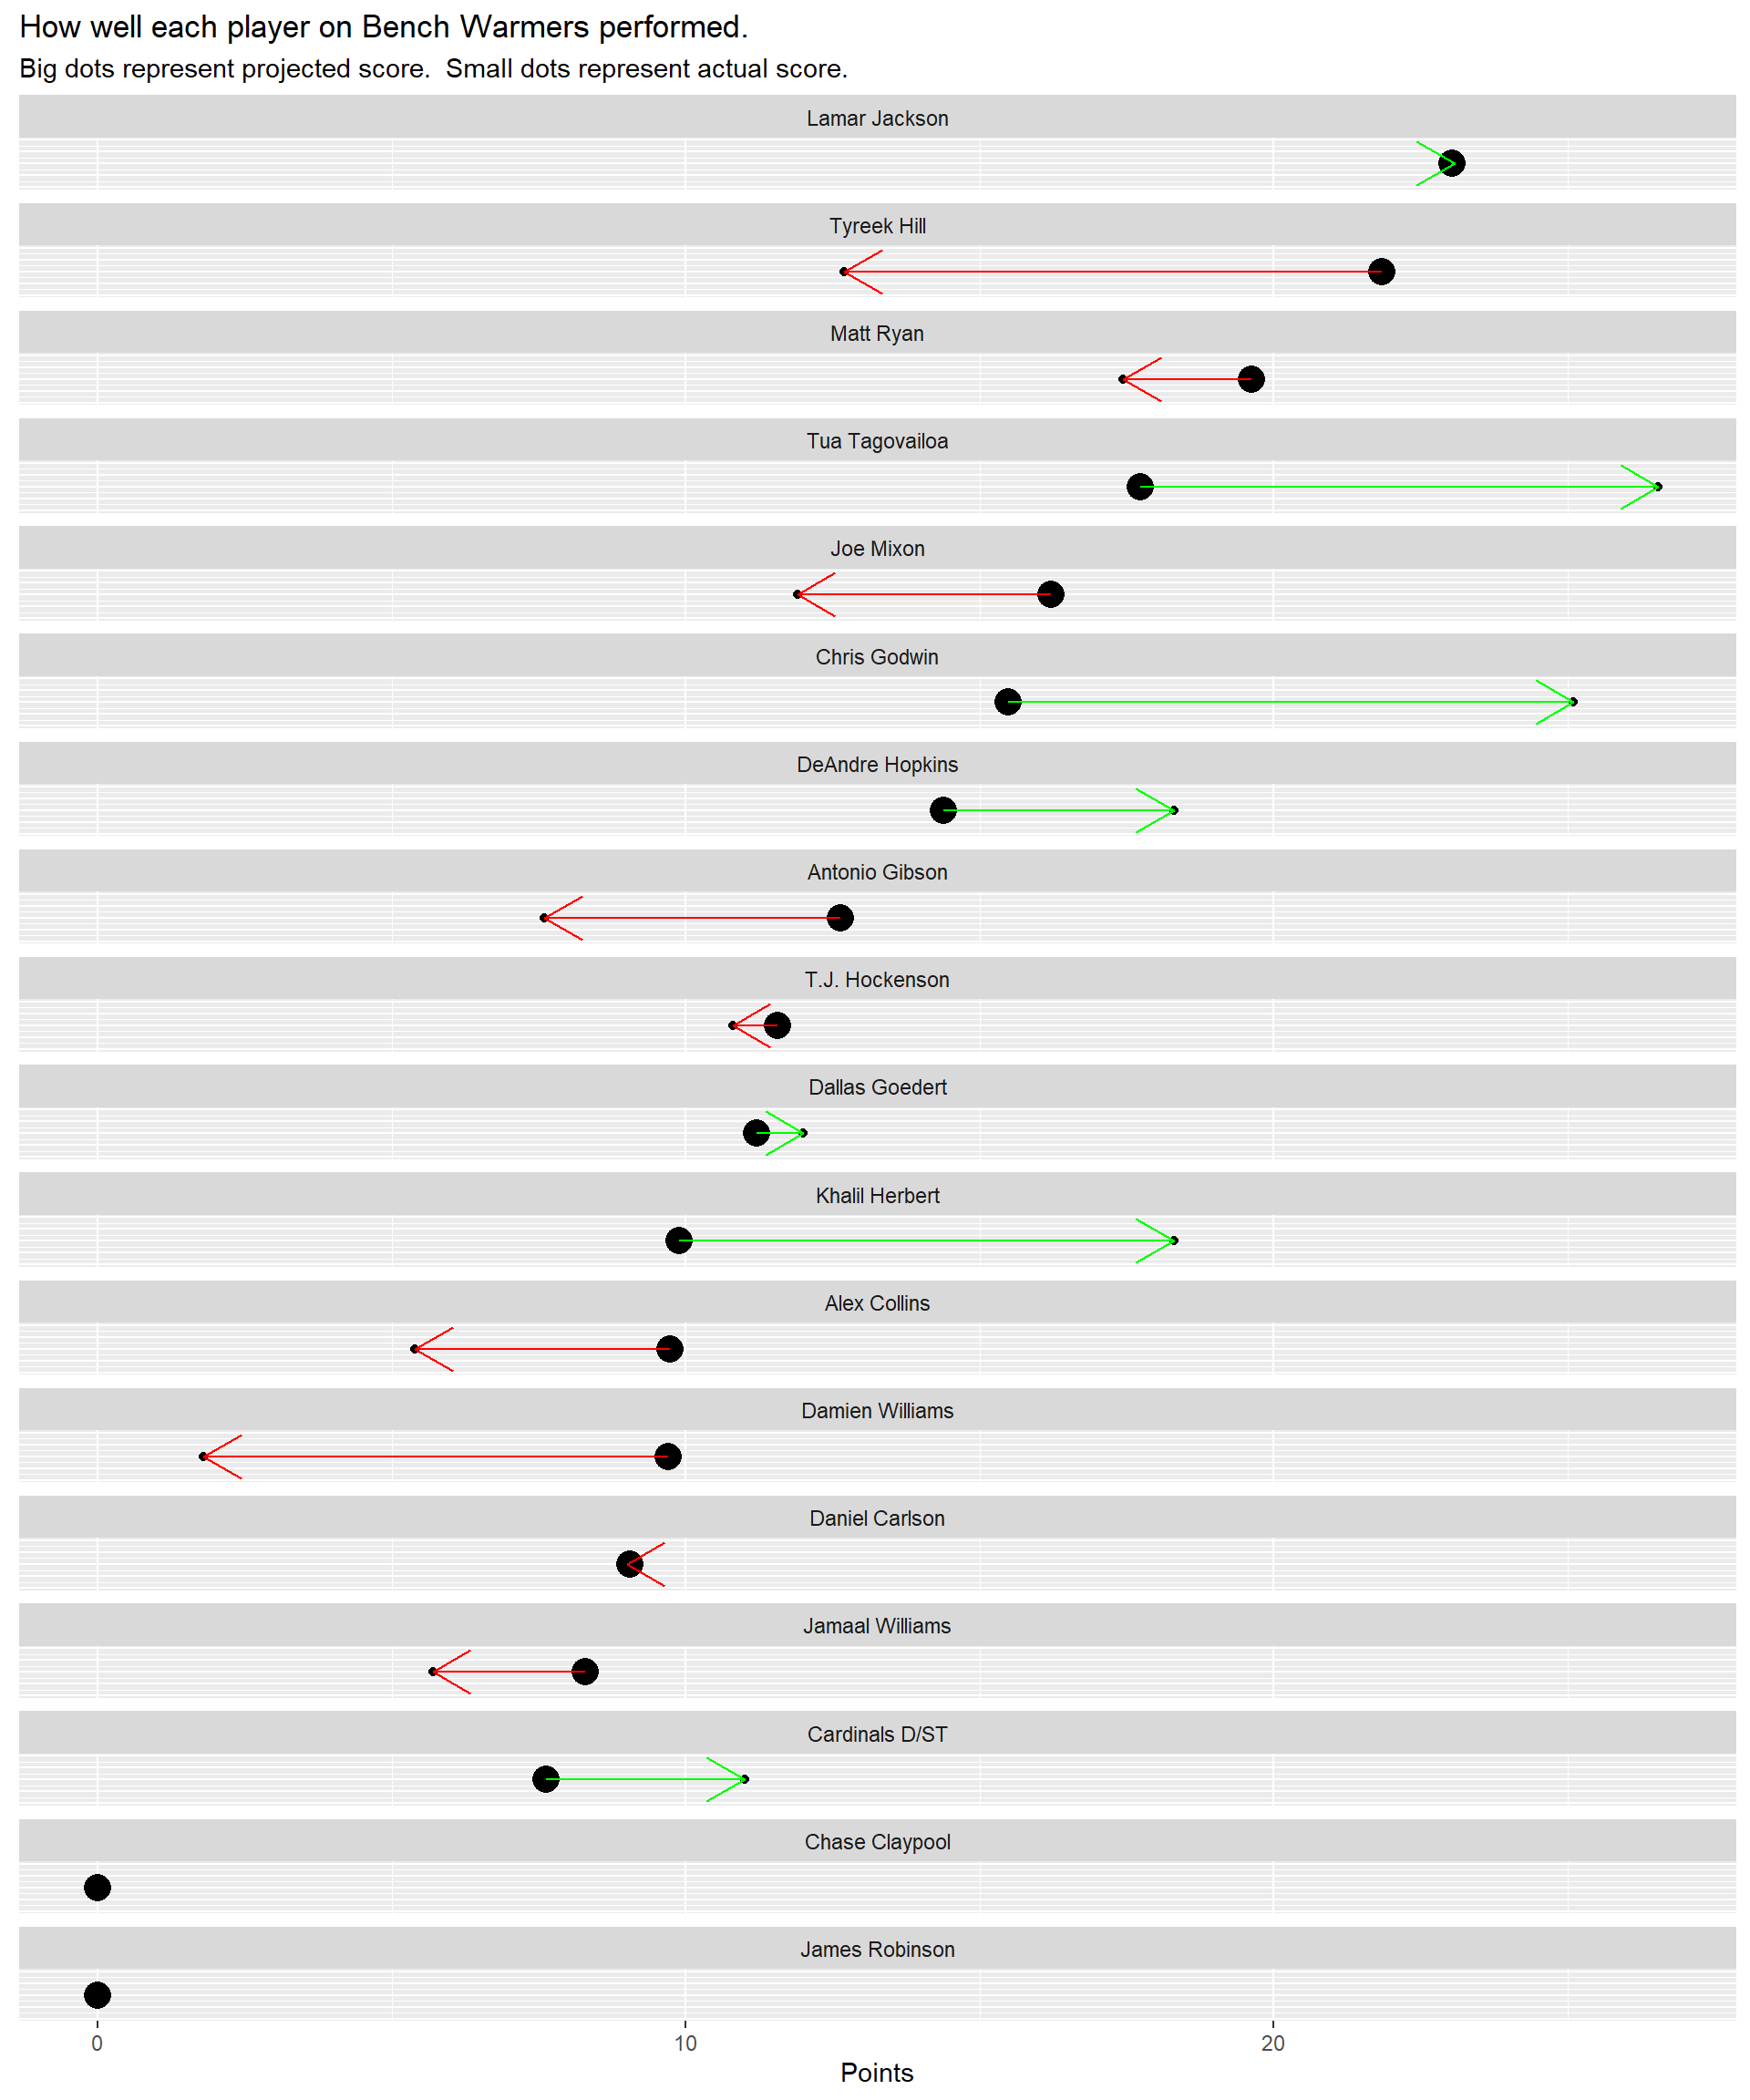 How well each player on Bench Warmers performed.
Big dots represent projected score.  Small dots represent actual score.
Lamar Jackson
Tyreek Hill
Matt Ryan
Tua Tagovailoa
Joe Mixon
Chris Godwin
DeAndre Hopkins
Antonio Gibson
T.J. Hockenson
Dallas Goedert
Khalil Herbert
Alex Collins
Damien Williams
Daniel Carlson
Jamaal Williams
Cardinals D/ST
Chase Claypool
James Robinson
0 10 20
Points